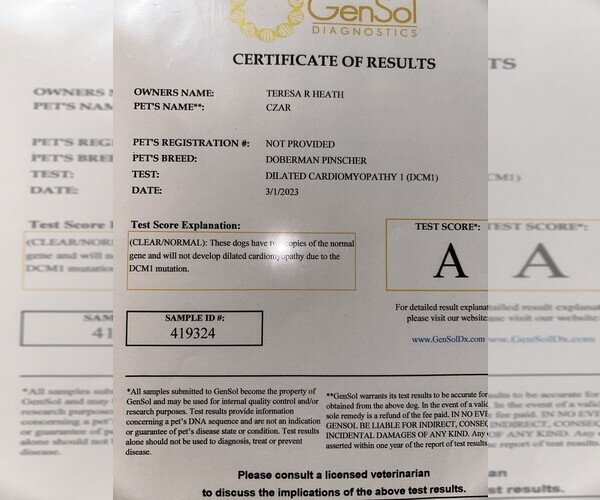 GenSol
DIAGNOSTICS
CERTIFICATE OF RESULTS
OWNERS NAME: TERESA R HEATH
PET'S NAME**: CZAR
PET'S REGISTRATION #: NOT PROVIDED
PET'S BREED: DOBERMAN PINSCHER
TEST: DILATED CARDIOMYOPATHY 1 (DCM1)
DATE: 3/1/2023
Test Score Explanation:
(CLEAR/NORMAL): These dogs have two copies of the normal
gene and will not develop dilated cardiomyopathy due to the
DCM1 mutation.
TEST SCORE*:
A
SAMPLE ID #:
419324
For detailed result explanat
please visit our website
www.GenSolDx.com
*All samples submitted to GenSol become the property of
GenSol and may be used for internal quality control and/or
research purposes. Test results provide information
concerning a pet's DNA sequence and are not an indication
or guarantee of pet's disease state or condition. Test results
alone should not be used to diagnose, treat or prevent
disease.
**GenSol warrants its test results to be accurate for
obtained from the above dog. In the event of a valid
sole remedy is a refund of the fee paid. IN NO EVE
GENSOL BE LIABLE FOR INDIRECT, CONSEQ
INCIDENTAL DAMAGES OF ANY KIND. Any
asserted within one year of the report of test results.
Please consult a licensed veterinarian
to discuss the implications of the above test results.